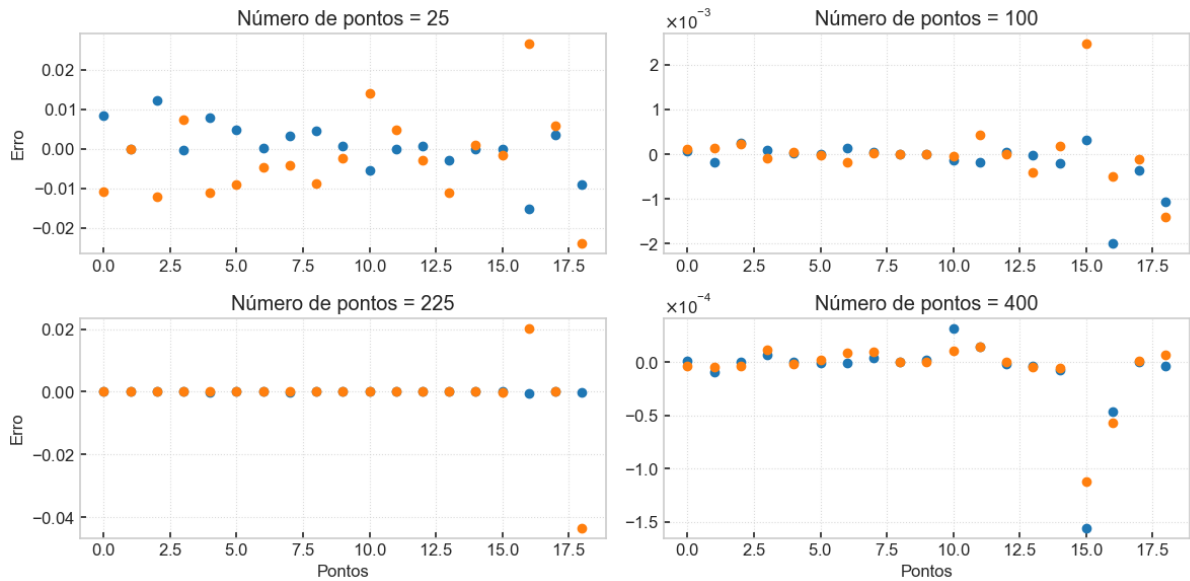 Número de pontos = 25
0.02
0.01
0.00
−0.01
−0.02
Erro
0.0 2.5 5.0 7.5 10.0 12.5 15.0 17.5
×10⁻³ Número de pontos = 100
2
1
0
−1
−2
0.0 2.5 5.0 7.5 10.0 12.5 15.0 17.5
Número de pontos = 225
0.02
0.00
−0.02
−0.04
Erro
0.0 2.5 5.0 7.5 10.0 12.5 15.0 17.5
Pontos
×10⁻⁴ Número de pontos = 400
0.0
−0.5
−1.0
−1.5
0.0 2.5 5.0 7.5 10.0 12.5 15.0 17.5
Pontos